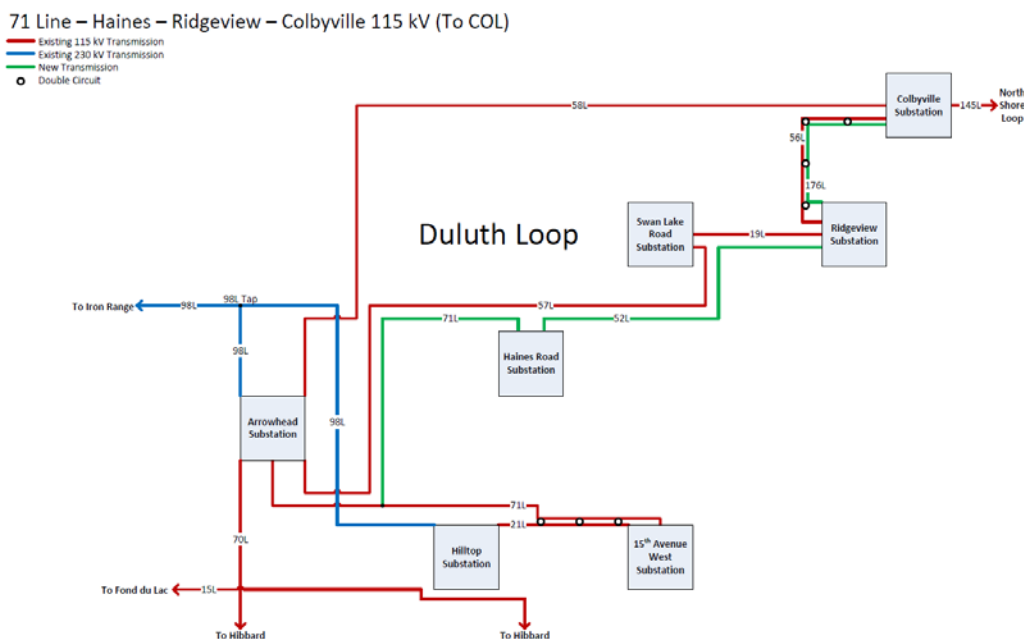 71 Line – Haines – Ridgeview – Colbyville 115 kV (To COL)
Existing 115 kV Transmission
Existing 230 kV Transmission
New Transmission
Double Circuit
58L
Colbyville
Substation
145L
North
Shore
Loop
56L
176L
Duluth Loop
Swan Lake
Road
Substation
19L
Ridgeview
Substation
To Iron Range
98L
98L Tap
57L
71L
52L
98L
Haines Road
Substation
Arrowhead
Substation
98L
71L
21L
70L
Hilltop
Substation
15th Avenue
West
Substation
To Fond du Lac
15L
To Hibbard
To Hibbard